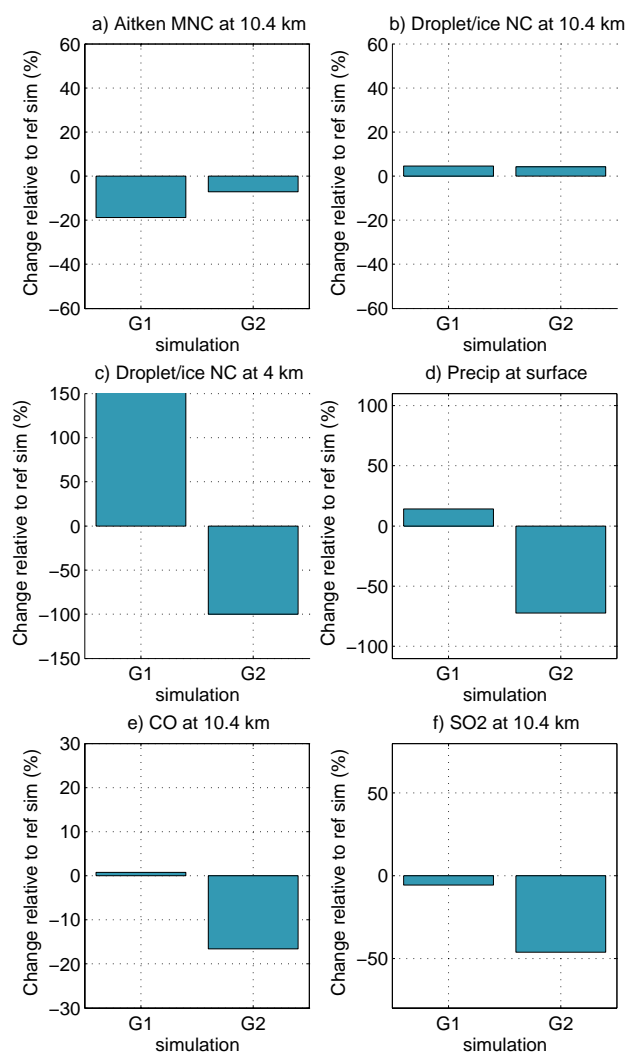 a) Aitken MNC at 10.4 km
b) Droplet/ice NC at 10.4 km
Change relative to ref sim (%)
60
40
20
0
−20
−40
−60
G1
G2
simulation
Change relative to ref sim (%)
60
40
20
0
−20
−40
−60
G1
G2
simulation
c) Droplet/ice NC at 4 km
d) Precip at surface
Change relative to ref sim (%)
150
100
50
0
−50
−100
−150
G1
G2
simulation
Change relative to ref sim (%)
100
50
0
−50
−100
G1
G2
simulation
e) CO at 10.4 km
f) SO2 at 10.4 km
Change relative to ref sim (%)
30
20
10
0
−10
−20
−30
G1
G2
simulation
Change relative to ref sim (%)
50
0
−50
G1
G2
simulation